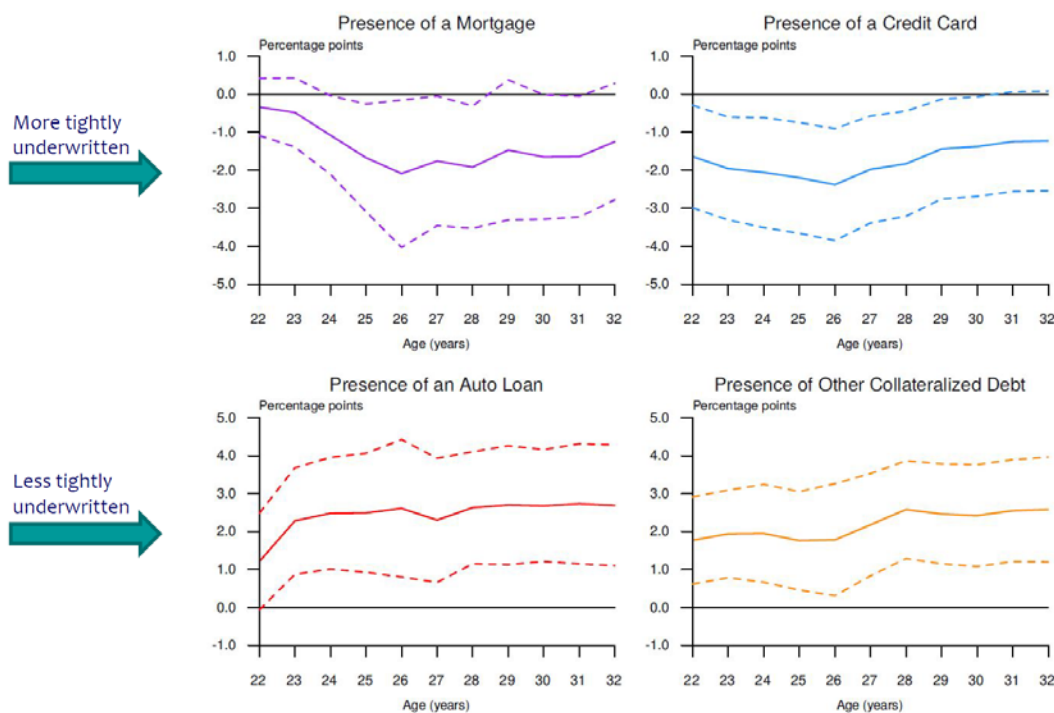 Presence of a Mortgage
Percentage points
1.0
0.0
-1.0
-2.0
-3.0
-4.0
-5.0
22 23 24 25 26 27 28 29 30 31 32
Age (years)
Presence of a Credit Card
Percentage points
1.0
0.0
-1.0
-2.0
-3.0
-4.0
-5.0
22 23 24 25 26 27 28 29 30 31 32
Age (years)
More tightly
underwritten
Presence of an Auto Loan
Percentage points
5.0
4.0
3.0
2.0
1.0
0.0
-1.0
22 23 24 25 26 27 28 29 30 31 32
Age (years)
Presence of Other Collateralized Debt
Percentage points
5.0
4.0
3.0
2.0
1.0
0.0
-1.0
22 23 24 25 26 27 28 29 30 31 32
Age (years)
Less tightly
underwritten